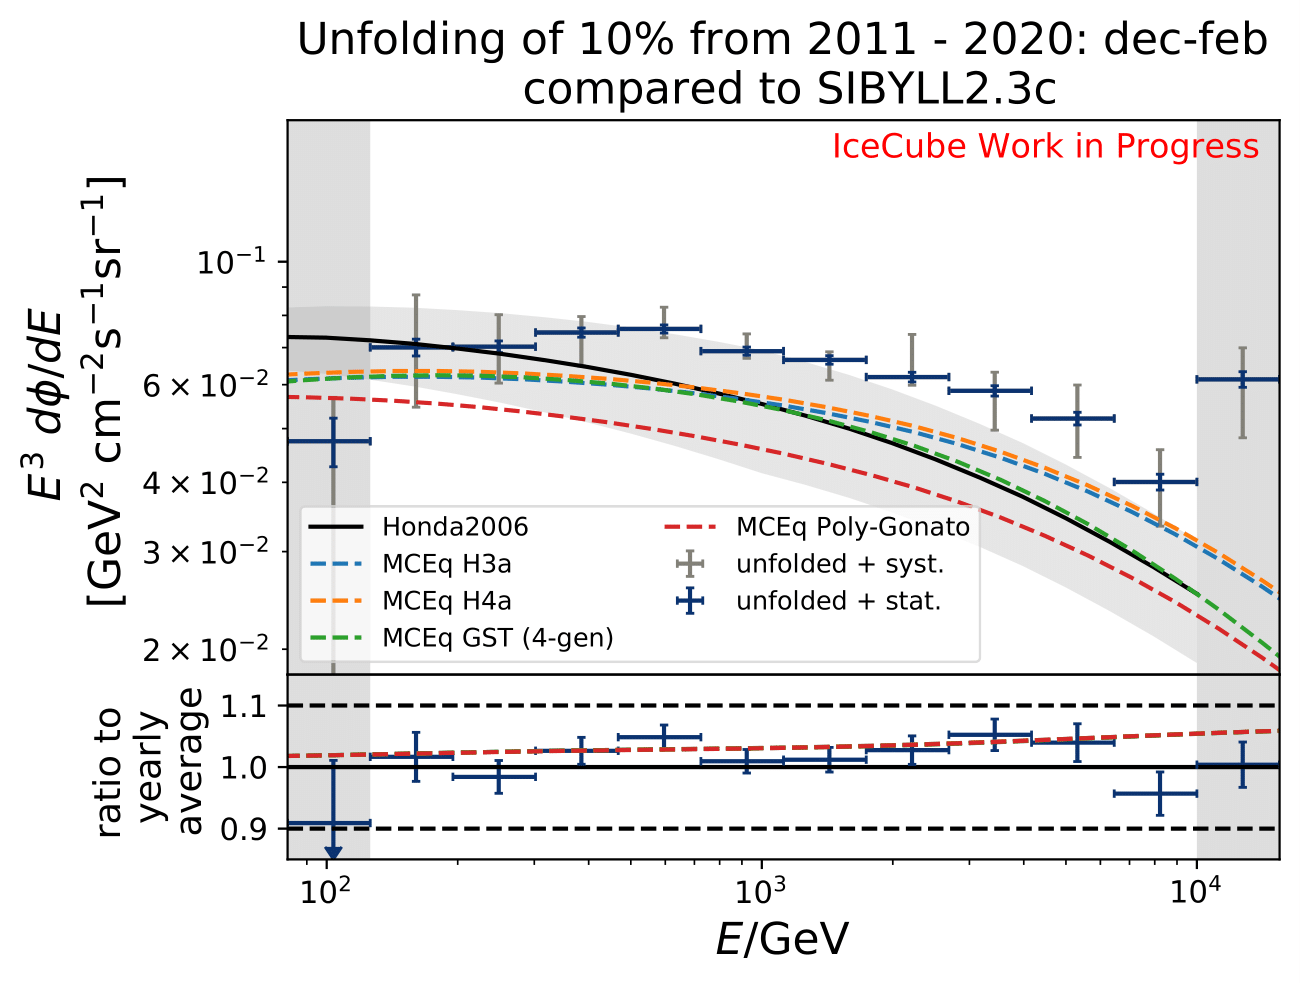 Unfolding of 10% from 2011 - 2020: dec-feb
compared to SIBYLL2.3c
IceCube Work in Progress
E³ dϕ/dE
[GeV² cm⁻²s⁻¹sr⁻¹]
10⁻¹
6 × 10⁻²
4 × 10⁻²
3 × 10⁻²
2 × 10⁻²
Honda2006
MCEq H3a
MCEq H4a
MCEq GST (4-gen)
MCEq Poly-Gonato
unfolded + syst.
unfolded + stat.
ratio to
yearly
average
1.1
1.0
0.9
10²
10³
10⁴
E/GeV